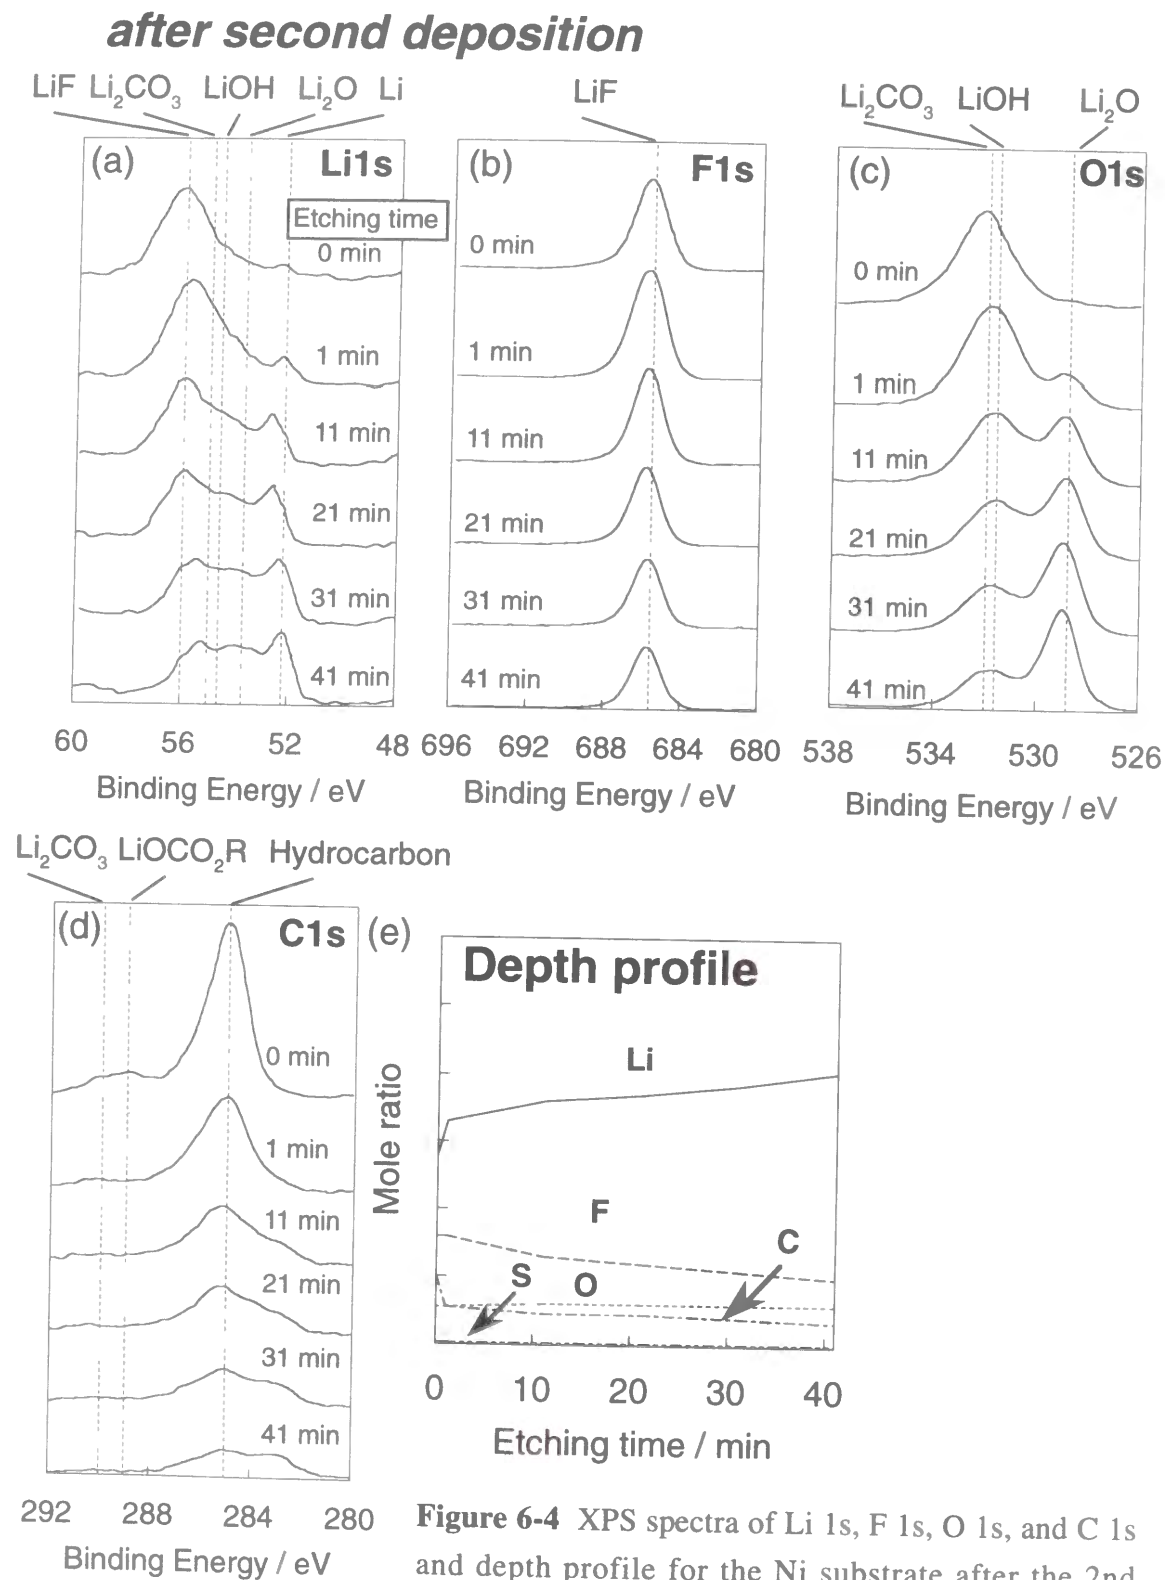 after second deposition
LiF Li₂CO₃ LiOH Li₂O Li
(a) Li1s
Etching time
0 min
1 min
11 min
21 min
31 min
41 min
60 56 52 48
Binding Energy / eV
LiF
(b) F1s
0 min
1 min
11 min
21 min
31 min
41 min
696 692 688 684 680
Binding Energy / eV
Li₂CO₃ LiOH Li₂O
(c) O1s
0 min
1 min
11 min
21 min
31 min
41 min
538 534 530 526
Binding Energy / eV
Li₂CO₃ LiOCO₂R Hydrocarbon
(d) C1s
0 min
1 min
11 min
21 min
31 min
41 min
292 288 284 280
Binding Energy / eV
(e)
Depth profile
Li
F
C
S O
Mole ratio
0 10 20 30 40
Etching time / min
Figure 6-4 XPS spectra of Li 1s, F 1s, O 1s, and C 1s
and depth profile for the Ni substrate after the 2nd